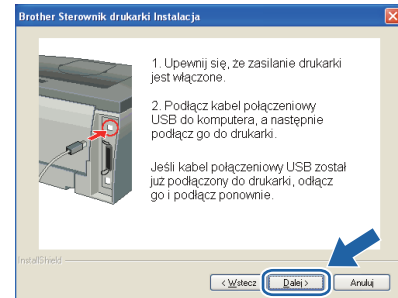 Brother Sterownik drukarki Instalacja
1. Upewnij się, że zasilanie drukarki
jest włączone.
2. Podłącz kabel połączeniowy
USB do komputera, a następnie
podłącz go do drukarki.
Jeśli kabel połączeniowy USB został
już podłączony do drukarki, odłącz
go i podłącz ponownie.
InstallShield
< Wstecz Dalej > Anuluj